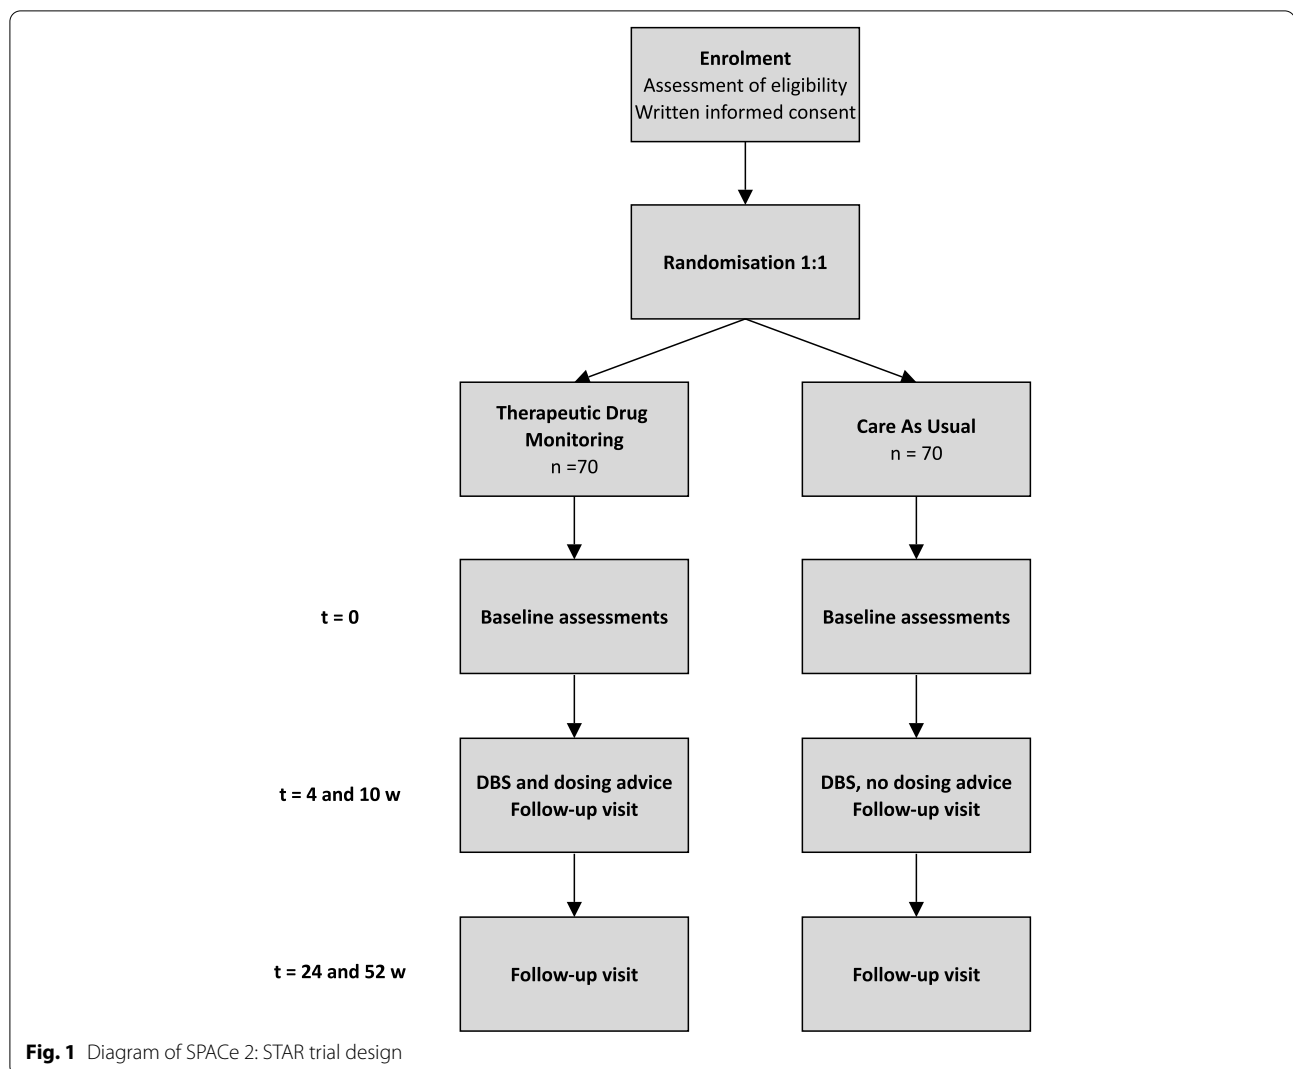 Enrolment
Assessment of eligibility
Written informed consent
Randomisation 1:1
Therapeutic Drug
Monitoring
n =70
Care As Usual
n = 70
t = 0
Baseline assessments
Baseline assessments
t = 4 and 10 w
DBS and dosing advice
Follow-up visit
DBS, no dosing advice
Follow-up visit
t = 24 and 52 w
Follow-up visit
Follow-up visit
Fig. 1 Diagram of SPACe 2: STAR trial design